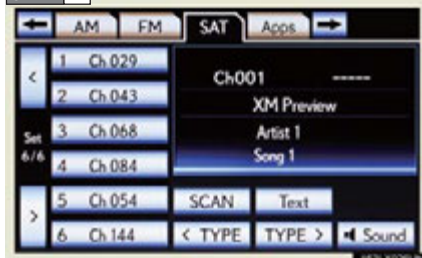 AM FM SAT Apps
1 Ch 029
2 Ch 043
3 Ch 068
4 Ch 084
5 Ch 054
6 Ch 144
Set
6/6
Ch001 -----
XM Preview
Artist 1
Song 1
SCAN Text
< TYPE TYPE > Sound